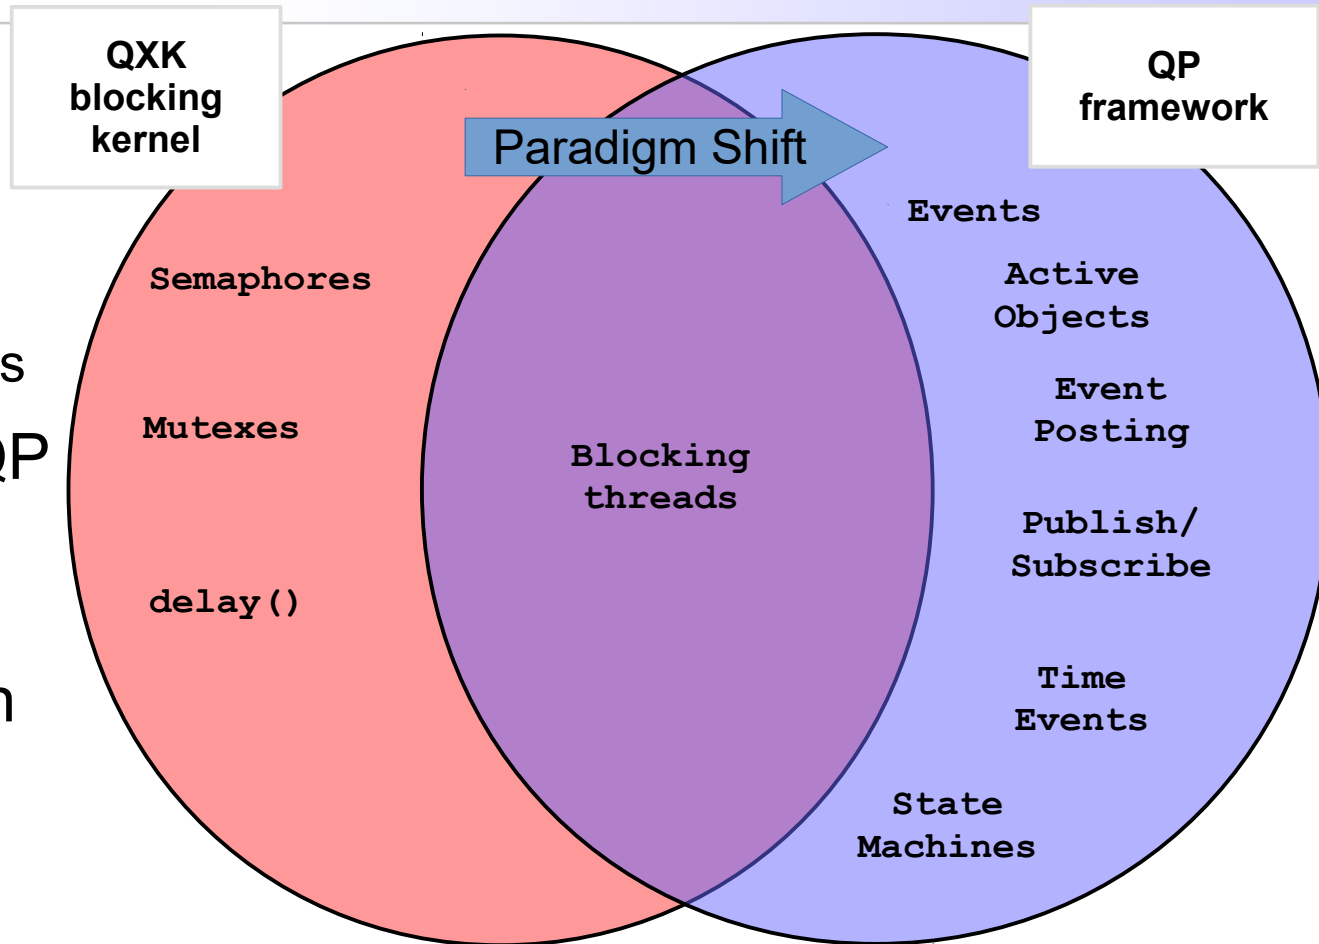 QXK
blocking
kernel
QP
framework
Paradigm Shift
Events
Semaphores
Active
Objects
s
Event
Posting
Mutexes
QP
Blocking
threads
Publish/
Subscribe
delay()
Time
Events
n
State
Machines